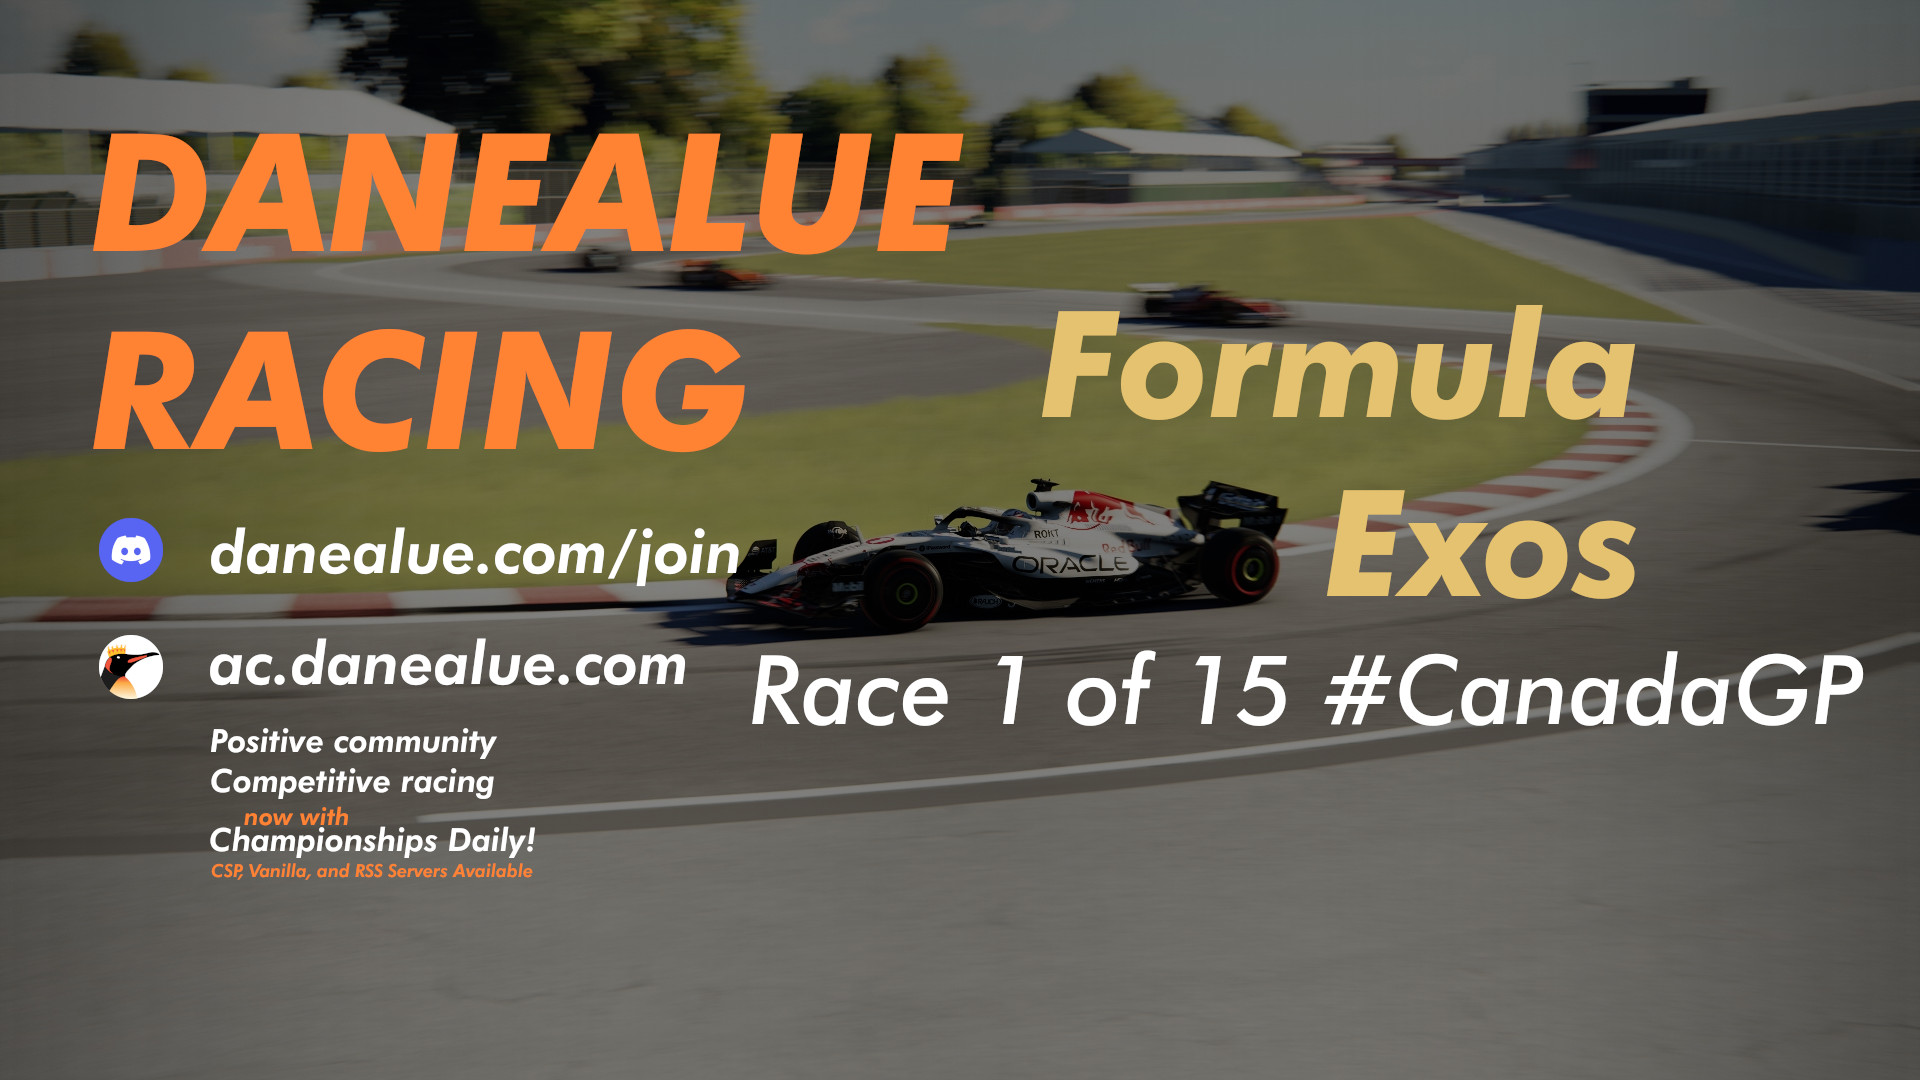 DANEALUE
RACING
danealue.com/join
ac.danealue.com
Positive community
Competitive racing
now with
Championships Daily!
CSP, Vanilla, and RSS Servers Available
Formula
Exos
Race 1 of 15 #CanadaGP
ORACLE